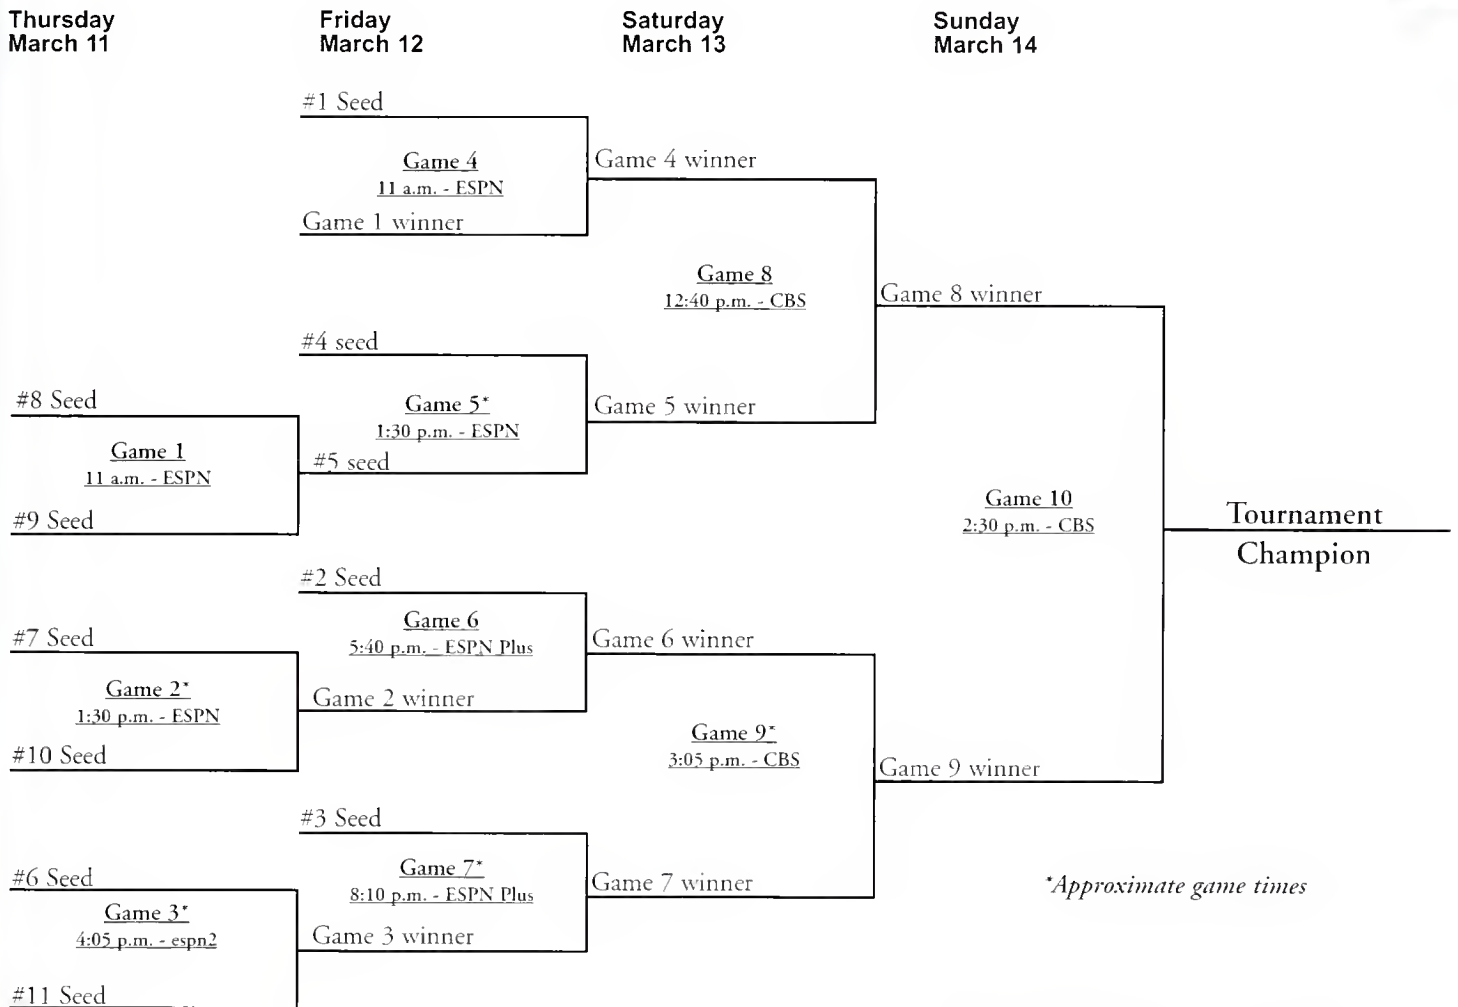 Thursday
March 11
Friday
March 12
Saturday
March 13
Sunday
March 14
#1 Seed
Game 4
11 a.m. - ESPN
Game 1 winner
Game 4 winner
Game 8
12:40 p.m. - CBS
Game 8 winner
#4 seed
Game 5*
1:30 p.m. - ESPN
#5 seed
Game 5 winner
#8 Seed
Game 1
11 a.m. - ESPN
#9 Seed
Game 10
2:30 p.m. - CBS
Tournament
Champion
#2 Seed
Game 6
5:40 p.m. - ESPN Plus
Game 2 winner
Game 6 winner
#7 Seed
Game 2*
1:30 p.m. - ESPN
#10 Seed
Game 9*
3:05 p.m. - CBS
Game 9 winner
#3 Seed
Game 7*
8:10 p.m. - ESPN Plus
Game 3 winner
Game 7 winner
#6 Seed
Game 3*
4:05 p.m. - espn2
#11 Seed
*Approximate game times